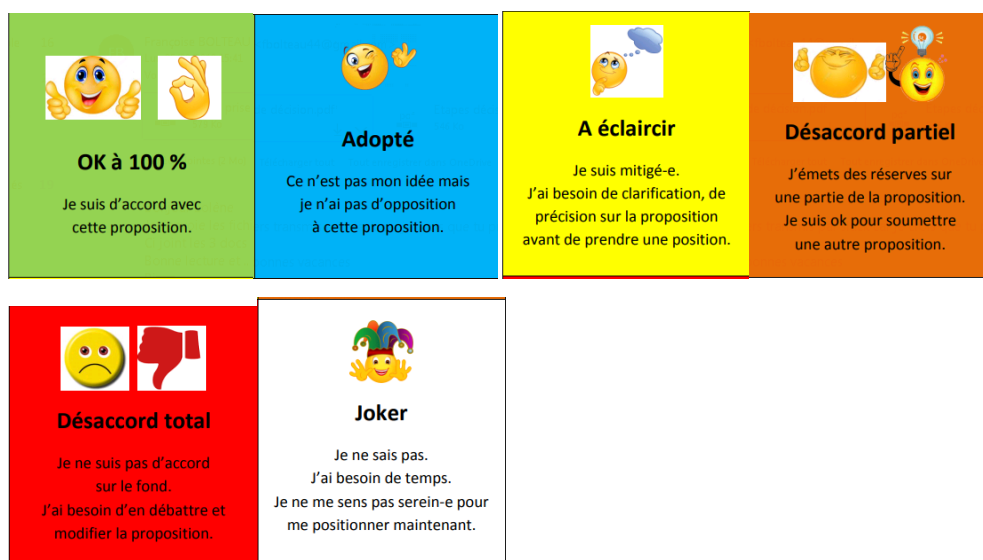 OK à 100 %
Je suis d'accord avec
cette proposition.
Adopté
Ce n'est pas mon idée mais
je n'ai pas d'opposition
à cette proposition.
A éclaircir
Je suis mitigé-e.
J'ai besoin de clarification, de
précision sur la proposition
avant de prendre une position.
Désaccord partiel
J'émets des réserves sur
une partie de la proposition.
Je suis ok pour soumettre
une autre proposition.
Désaccord total
Je ne suis pas d'accord
sur le fond.
J'ai besoin d'en débattre et
modifier la proposition.
Joker
Je ne sais pas.
J'ai besoin de temps.
Je ne me sens pas serein-e pour
me positionner maintenant.